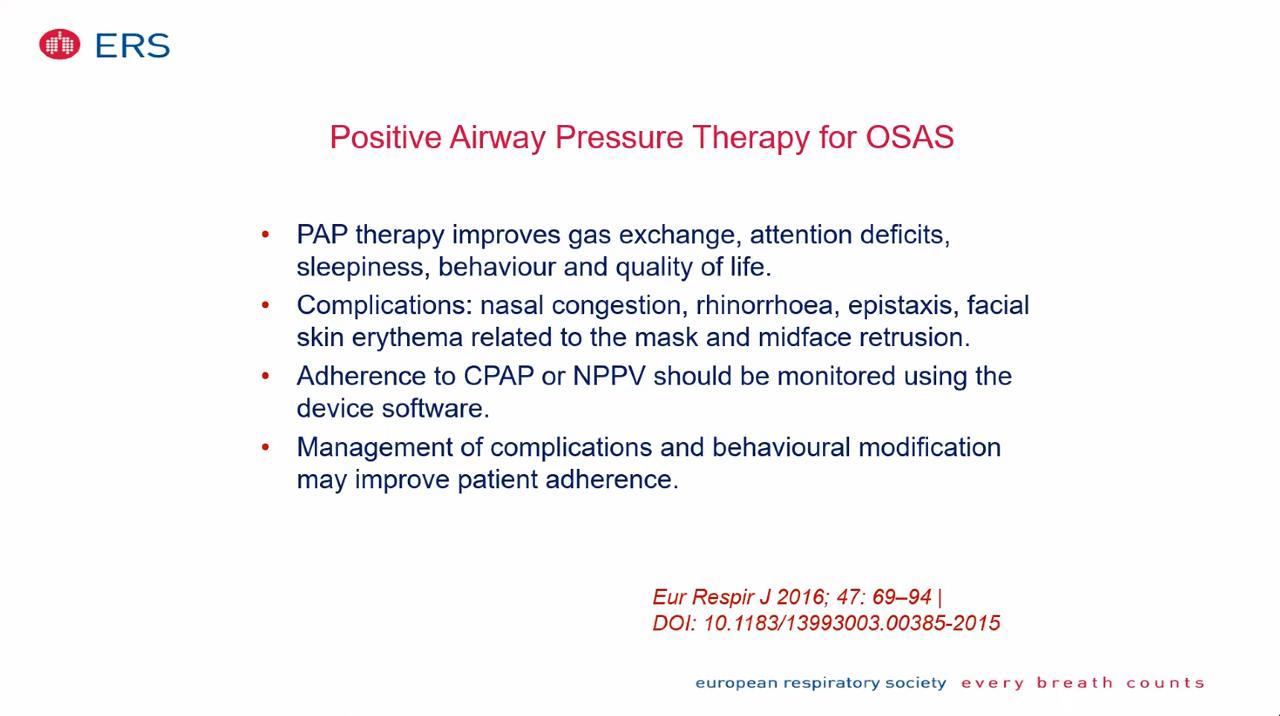 ERS
Positive Airway Pressure Therapy for OSAS
• PAP therapy improves gas exchange, attention deficits,
sleepiness, behaviour and quality of life.
• Complications: nasal congestion, rhinorrhoea, epistaxis, facial
skin erythema related to the mask and midface retrusion.
• Adherence to CPAP or NPPV should be monitored using the
device software.
• Management of complications and behavioural modification
may improve patient adherence.
Eur Respir J 2016; 47: 69–94 |
DOI: 10.1183/13993003.00385-2015
european respiratory society every breath counts